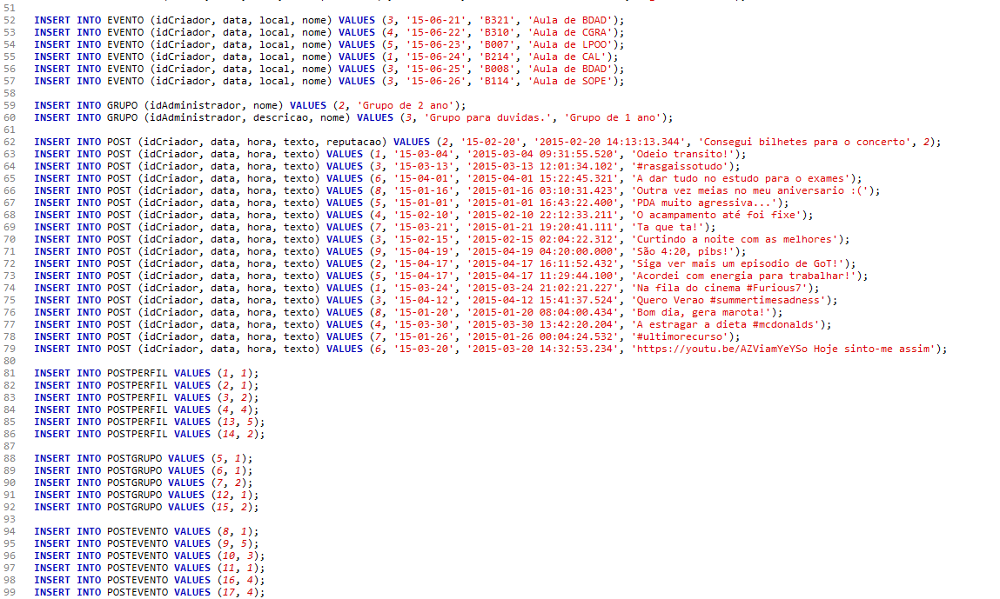 51
52 INSERT INTO EVENTO (idCriador, data, local, nome) VALUES (3, '15-06-21', 'B321', 'Aula de BDAD');
53 INSERT INTO EVENTO (idCriador, data, local, nome) VALUES (4, '15-06-22', 'B310', 'Aula de CGRA');
54 INSERT INTO EVENTO (idCriador, data, local, nome) VALUES (5, '15-06-23', 'B007', 'Aula de LPOO');
55 INSERT INTO EVENTO (idCriador, data, local, nome) VALUES (1, '15-06-24', 'B214', 'Aula de CAL');
56 INSERT INTO EVENTO (idCriador, data, local, nome) VALUES (3, '15-06-25', 'B008', 'Aula de BDAD');
57 INSERT INTO EVENTO (idCriador, data, local, nome) VALUES (3, '15-06-26', 'B114', 'Aula de SOPE');
58
59 INSERT INTO GRUPO (idAdministrador, nome) VALUES (2, 'Grupo de 2 ano');
60 INSERT INTO GRUPO (idAdministrador, descricao, nome) VALUES (3, 'Grupo para duvidas.', 'Grupo de 1 ano');
61
62 INSERT INTO POST (idCriador, data, hora, texto, reputacao) VALUES (2, '15-02-20', '2015-02-20 14:13:13.344', 'Consegui bilhetes para o concerto', 2);
63 INSERT INTO POST (idCriador, data, hora, texto) VALUES (1, '15-03-04', '2015-03-04 09:31:55.520', 'Odeio transito!');
64 INSERT INTO POST (idCriador, data, hora, texto) VALUES (3, '15-03-13', '2015-03-13 12:01:34.102', '#rasgaissotudo');
65 INSERT INTO POST (idCriador, data, hora, texto) VALUES (6, '15-04-01', '2015-04-01 15:22:45.321', 'A dar tudo no estudo para o exames');
66 INSERT INTO POST (idCriador, data, hora, texto) VALUES (8, '15-01-16', '2015-01-16 03:10:31.423', 'Outra vez meias no meu aniversario :(');
67 INSERT INTO POST (idCriador, data, hora, texto) VALUES (5, '15-01-01', '2015-01-01 16:43:22.400', 'PDA muito agressiva...');
68 INSERT INTO POST (idCriador, data, hora, texto) VALUES (4, '15-02-10', '2015-02-10 22:12:33.211', 'O acampamento até foi fixe');
69 INSERT INTO POST (idCriador, data, hora, texto) VALUES (7, '15-03-21', '2015-01-21 19:20:41.111', 'Ta que ta!');
70 INSERT INTO POST (idCriador, data, hora, texto) VALUES (3, '15-02-15', '2015-02-15 02:04:22.312', 'Curtindo a noite com as melhores');
71 INSERT INTO POST (idCriador, data, hora, texto) VALUES (9, '15-04-19', '2015-04-19 04:20:00.000', 'São 4:20, pibs!');
72 INSERT INTO POST (idCriador, data, hora, texto) VALUES (2, '15-04-17', '2015-04-17 16:11:52.432', 'Siga ver mais um episodio de GoT!');
73 INSERT INTO POST (idCriador, data, hora, texto) VALUES (5, '15-04-17', '2015-04-17 11:29:44.100', 'Acordei com energia para trabalhar!');
74 INSERT INTO POST (idCriador, data, hora, texto) VALUES (1, '15-03-24', '2015-03-24 21:02:21.227', 'Na fila do cinema #Furious7');
75 INSERT INTO POST (idCriador, data, hora, texto) VALUES (3, '15-04-12', '2015-04-12 15:41:37.524', 'Quero Verao #summertimesadness');
76 INSERT INTO POST (idCriador, data, hora, texto) VALUES (8, '15-01-20', '2015-01-20 08:04:00.434', 'Bom dia, gera marota!');
77 INSERT INTO POST (idCriador, data, hora, texto) VALUES (4, '15-03-30', '2015-03-30 13:42:20.204', 'A estragar a dieta #mcdonalds');
78 INSERT INTO POST (idCriador, data, hora, texto) VALUES (7, '15-01-26', '2015-01-26 00:04:24.532', '#ultimorecurso');
79 INSERT INTO POST (idCriador, data, hora, texto) VALUES (6, '15-03-20', '2015-03-20 14:32:53.234', 'https://youtu.be/AZViamYeYSo Hoje sinto-me assim');
80
81 INSERT INTO POSTPERFIL VALUES (1, 1);
82 INSERT INTO POSTPERFIL VALUES (2, 1);
83 INSERT INTO POSTPERFIL VALUES (3, 2);
84 INSERT INTO POSTPERFIL VALUES (4, 4);
85 INSERT INTO POSTPERFIL VALUES (13, 5);
86 INSERT INTO POSTPERFIL VALUES (14, 2);
87
88 INSERT INTO POSTGRUPO VALUES (5, 1);
89 INSERT INTO POSTGRUPO VALUES (6, 1);
90 INSERT INTO POSTGRUPO VALUES (7, 2);
91 INSERT INTO POSTGRUPO VALUES (12, 1);
92 INSERT INTO POSTGRUPO VALUES (15, 2);
93
94 INSERT INTO POSTEVENTO VALUES (8, 1);
95 INSERT INTO POSTEVENTO VALUES (9, 5);
96 INSERT INTO POSTEVENTO VALUES (10, 3);
97 INSERT INTO POSTEVENTO VALUES (11, 1);
98 INSERT INTO POSTEVENTO VALUES (16, 4);
99 INSERT INTO POSTEVENTO VALUES (17, 4);